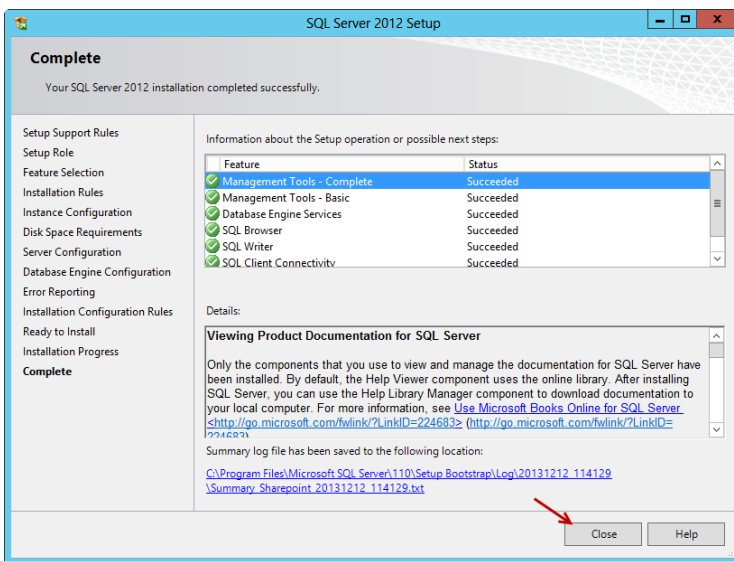 SQL Server 2012 Setup
Complete
Your SQL Server 2012 installation completed successfully.
Setup Support Rules
Setup Role
Feature Selection
Installation Rules
Instance Configuration
Disk Space Requirements
Server Configuration
Database Engine Configuration
Error Reporting
Installation Configuration Rules
Ready to Install
Installation Progress
Complete
Information about the Setup operation or possible next steps:
Feature Status
Management Tools - Complete Succeeded
Management Tools - Basic Succeeded
Database Engine Services Succeeded
SQL Browser Succeeded
SQL Writer Succeeded
SQL Client Connectivity Succeeded
Details:
Viewing Product Documentation for SQL Server
Only the components that you use to view and manage the documentation for SQL Server have
been installed. By default, the Help Viewer component uses the online library. After installing
SQL Server, you can use the Help Library Manager component to download documentation to
your local computer. For more information, see Use Microsoft Books Online for SQL Server
<http://go.microsoft.com/fwlink/?LinkID=224683> (http://go.microsoft.com/fwlink/?LinkID=
224683)
Summary log file has been saved to the following location:
C:\Program Files\Microsoft SQL Server\110\Setup Bootstrap\Log\20131212_114129
\Summary_Sharepoint_20131212_114129.txt
Close Help